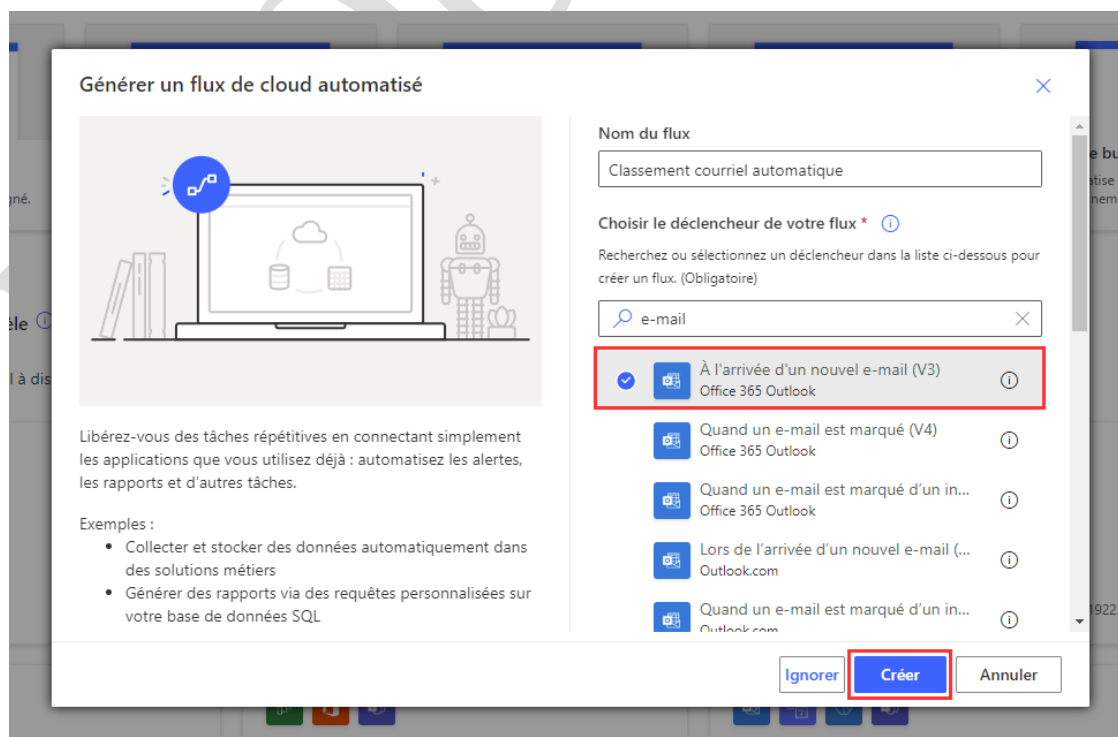 Générer un flux de cloud automatisé
Nom du flux
Classement courriel automatique
Choisir le déclencheur de votre flux *
Recherchez ou sélectionnez un déclencheur dans la liste ci-dessous pour
créer un flux. (Obligatoire)
e-mail
À l'arrivée d'un nouvel e-mail (V3)
Office 365 Outlook
Quand un e-mail est marqué (V4)
Office 365 Outlook
Quand un e-mail est marqué d'un in...
Office 365 Outlook
Lors de l'arrivée d'un nouvel e-mail (...
Outlook.com
Quand un e-mail est marqué d'un in...
Outlook.com
Libérez-vous des tâches répétitives en connectant simplement
les applications que vous utilisez déjà : automatisez les alertes,
les rapports et d'autres tâches.
Exemples :
• Collecter et stocker des données automatiquement dans
des solutions métiers
• Générer des rapports via des requêtes personnalisées sur
votre base de données SQL
Ignorer
Créer
Annuler